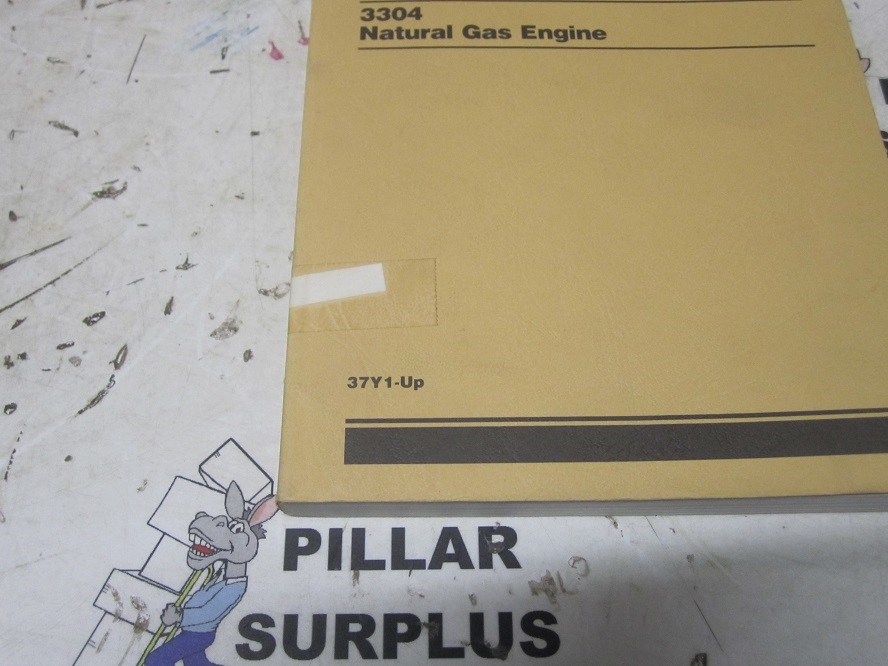 3304
Natural Gas Engine
37Y1-Up
PILLAR
SURPLUS